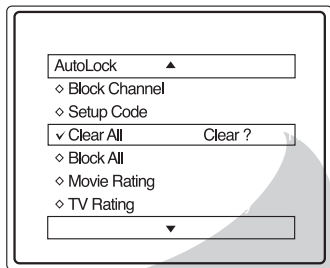 AutoLock ▲
◇ Block Channel
◇ Setup Code
✓ Clear All Clear ?
◇ Block All
◇ Movie Rating
◇ TV Rating
▼